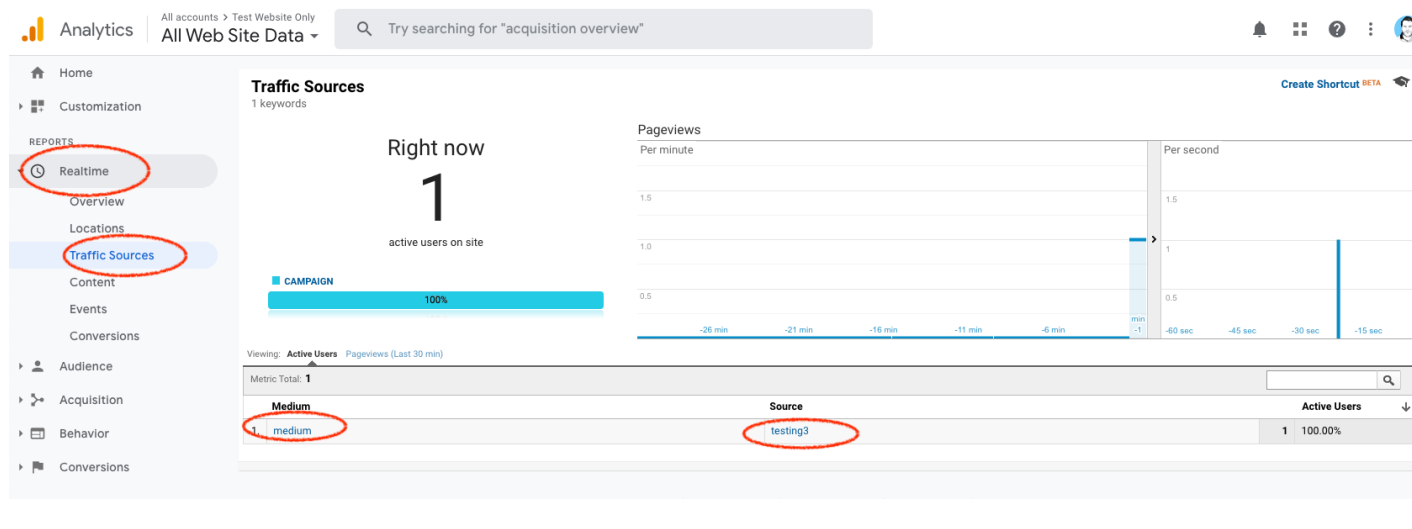 Analytics
All accounts > Test Website Only
All Web Site Data
Try searching for "acquisition overview"
Home
Customization
REPORTS
Realtime
Overview
Locations
Traffic Sources
Content
Events
Conversions
Audience
Acquisition
Behavior
Conversions
Traffic Sources
1 keywords
Create Shortcut BETA
Right now
1
active users on site
CAMPAIGN
100%
Pageviews
Per minute
1.5
1.0
0.5
-26 min
-21 min
-16 min
-11 min
-6 min
min
-1
Per second
1.5
1
0.5
-60 sec
-45 sec
-30 sec
-15 sec
Viewing: Active Users Pageviews (Last 30 min)
Metric Total: 1
Medium Source Active Users
1. medium testing3 1 100.00%